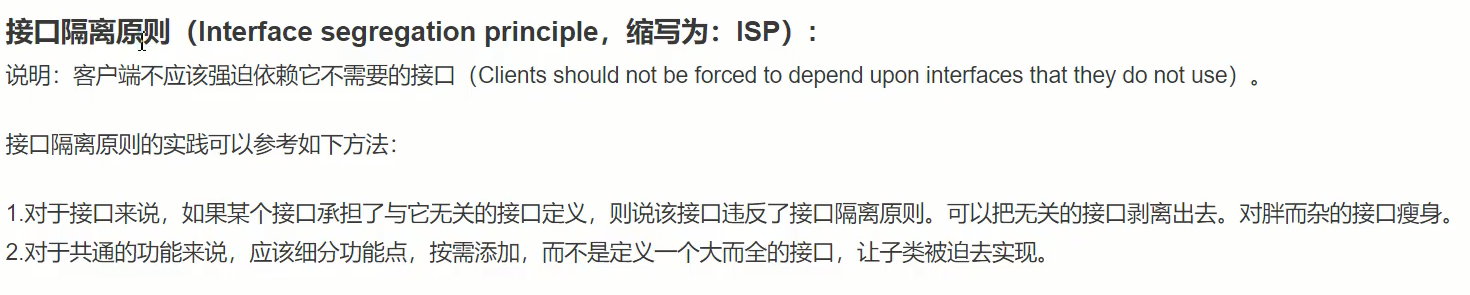 接口隔离原则（Interface segregation principle，缩写为：ISP）:
说明：客户端不应该强迫依赖它不需要的接口（Clients should not be forced to depend upon interfaces that they do not use）。
接口隔离原则的实践可以参考如下方法：
1.对于接口来说，如果某个接口承担了与它无关的接口定义，则说该接口违反了接口隔离原则。可以把无关的接口剥离出去。对胖而杂的接口瘦身。
2.对于共通的功能来说，应该细分功能点，按需添加，而不是定义一个大而全的接口，让子类被迫去实现。